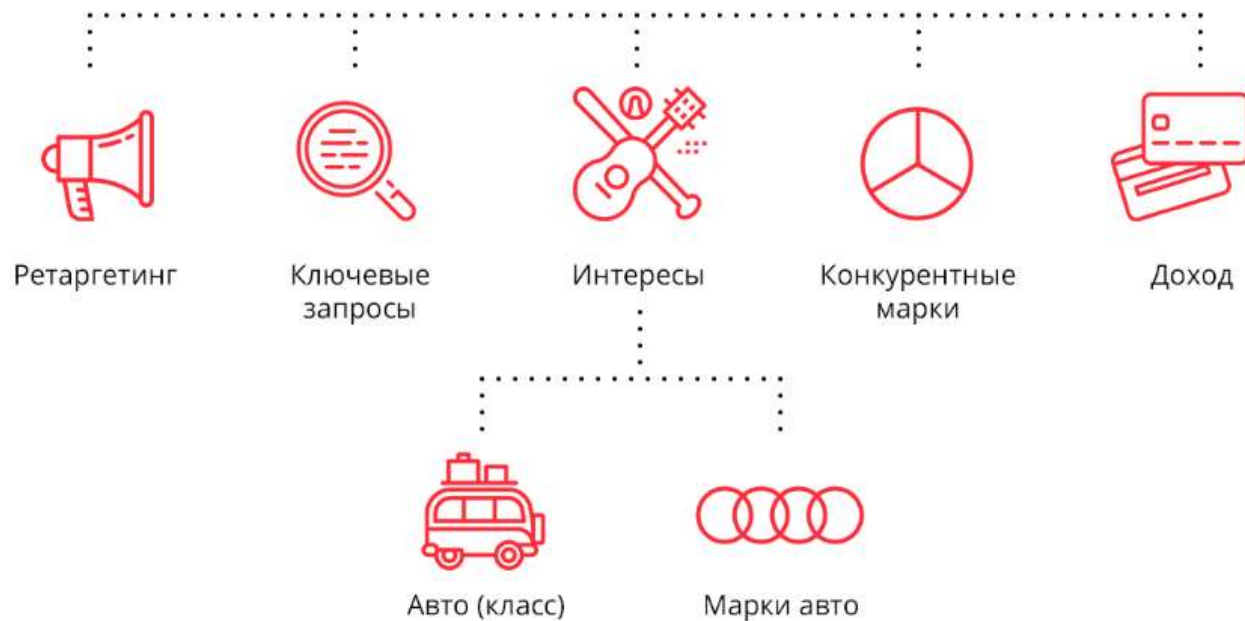 Ретаргетинг
Ключевые
запросы
Интересы
Конкурентные
марки
Доход
Авто (класс)
Марки авто